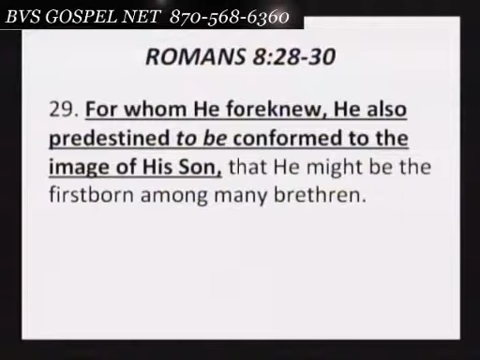 BVS GOSPEL NET 870-568-6360
ROMANS 8:28-30
29. For whom He foreknew, He also
predestined to be conformed to the
image of His Son, that He might be the
firstborn among many brethren.